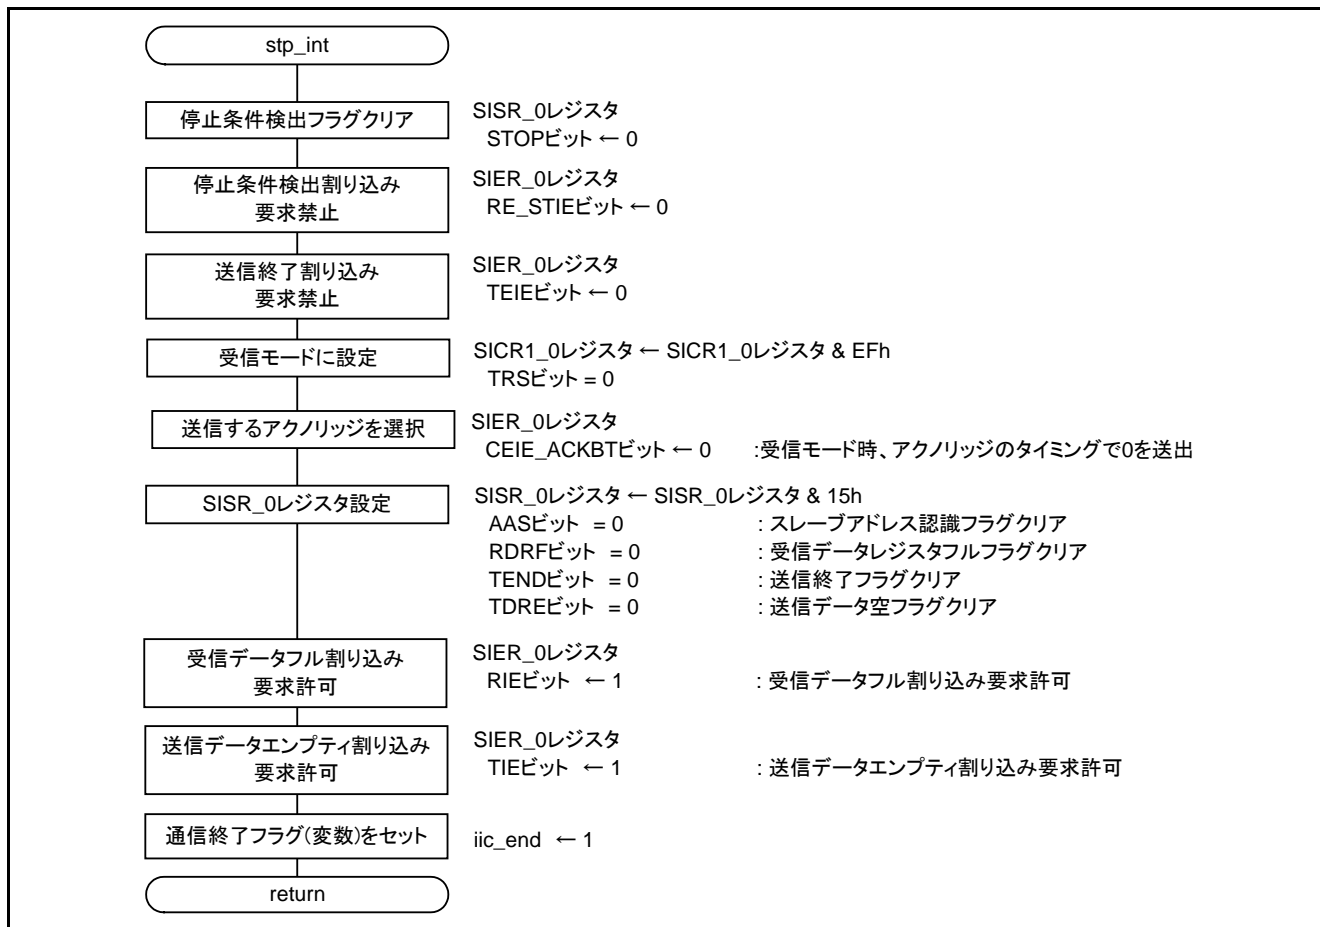 stp_int
停止条件検出フラグクリア
SISR_0レジスタ
STOPビット ← 0
停止条件検出割り込み
要求禁止
SIER_0レジスタ
RE_STIEビット ← 0
送信終了割り込み
要求禁止
SIER_0レジスタ
TEIEビット ← 0
受信モードに設定
SICR1_0レジスタ ← SICR1_0レジスタ & EFh
TRSビット = 0
送信するアクノリッジを選択
SIER_0レジスタ
CEIE_ACKBTビット ← 0 :受信モード時、アクノリッジのタイミングで0を送出
SISR_0レジスタ設定
SISR_0レジスタ ← SISR_0レジスタ & 15h
AASビット = 0 : スレーブアドレス認識フラグクリア
RDRFビット = 0 : 受信データレジスタフルフラグクリア
TENDビット = 0 : 送信終了フラグクリア
TDREビット = 0 : 送信データ空フラグクリア
受信データフル割り込み
要求許可
SIER_0レジスタ
RIEビット ← 1 : 受信データフル割り込み要求許可
送信データエンプティ割り込み
要求許可
SIER_0レジスタ
TIEビット ← 1 : 送信データエンプティ割り込み要求許可
通信終了フラグ(変数)をセット
iic_end ← 1
return